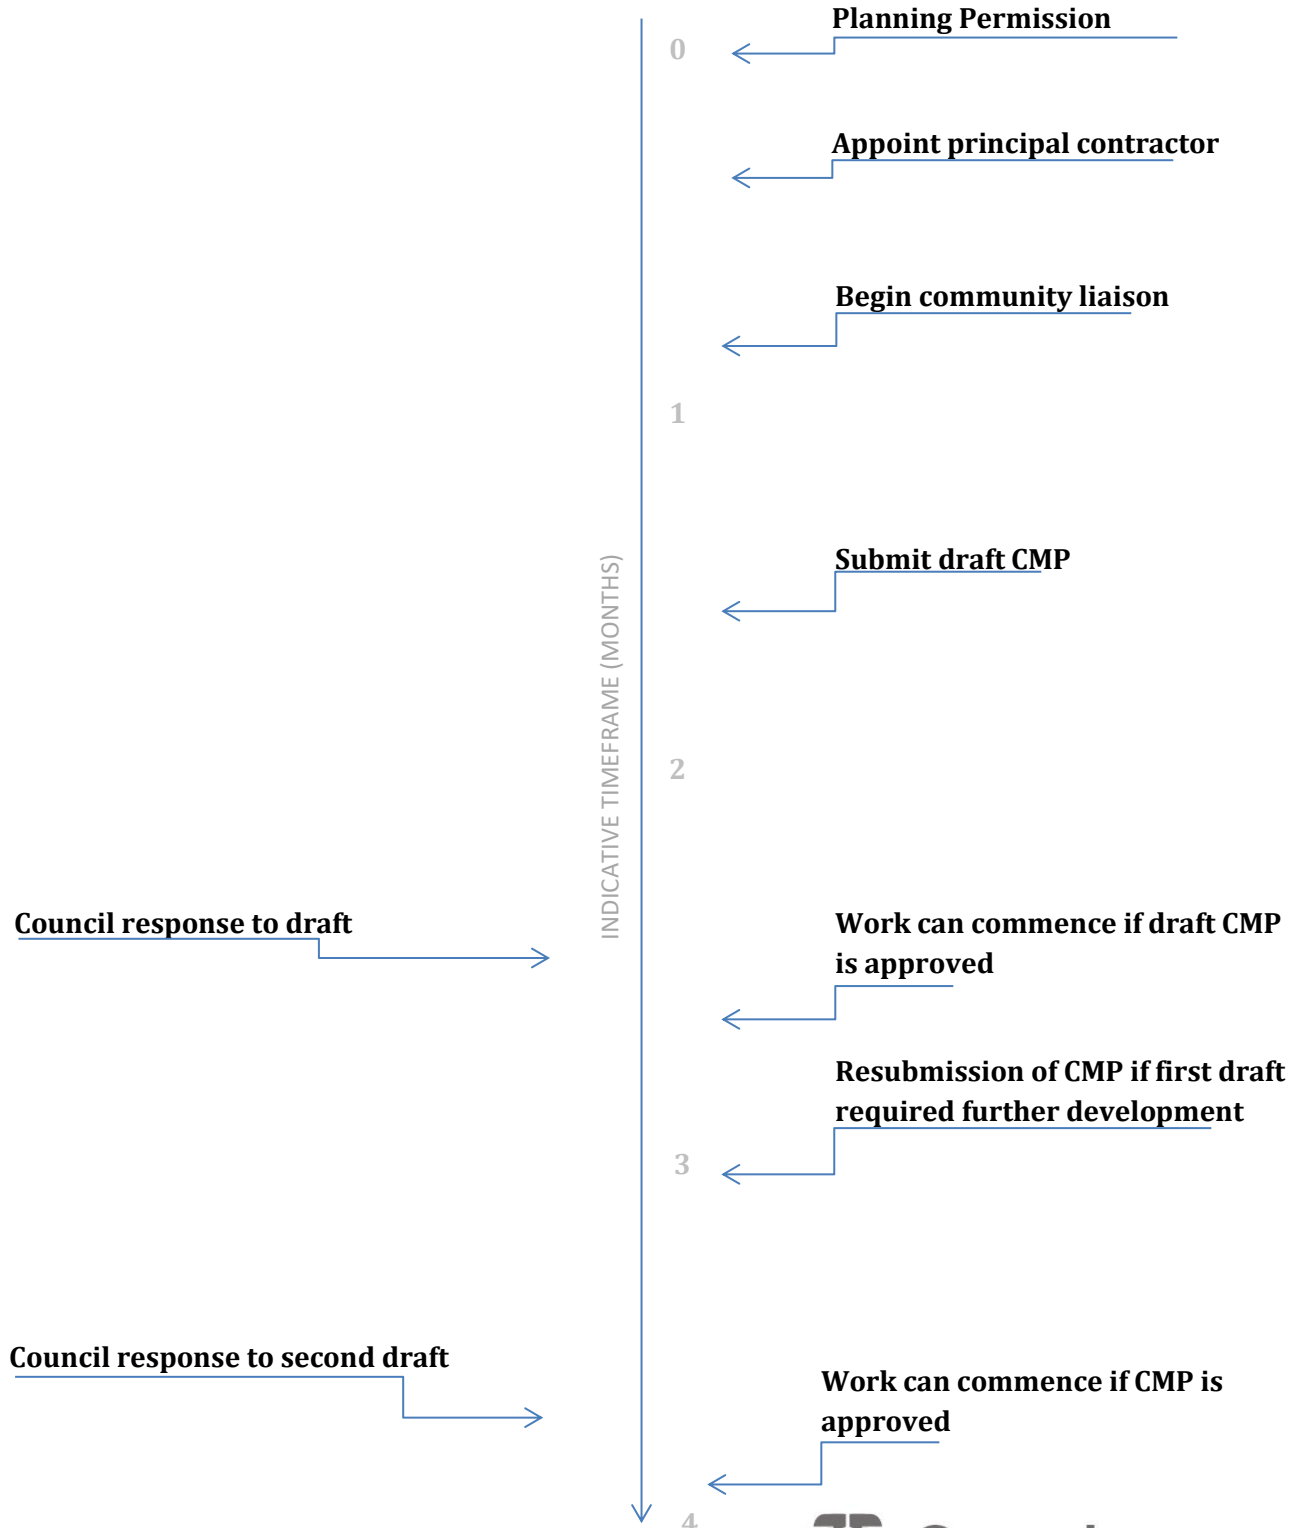 Planning Permission
0
Appoint principal contractor
Begin community liaison
1
Submit draft CMP
INDICATIVE TIMEFRAME (MONTHS)
2
Council response to draft
Work can commence if draft CMP
is approved
Resubmission of CMP if first draft
required further development
3
Council response to second draft
Work can commence if CMP is
approved
4